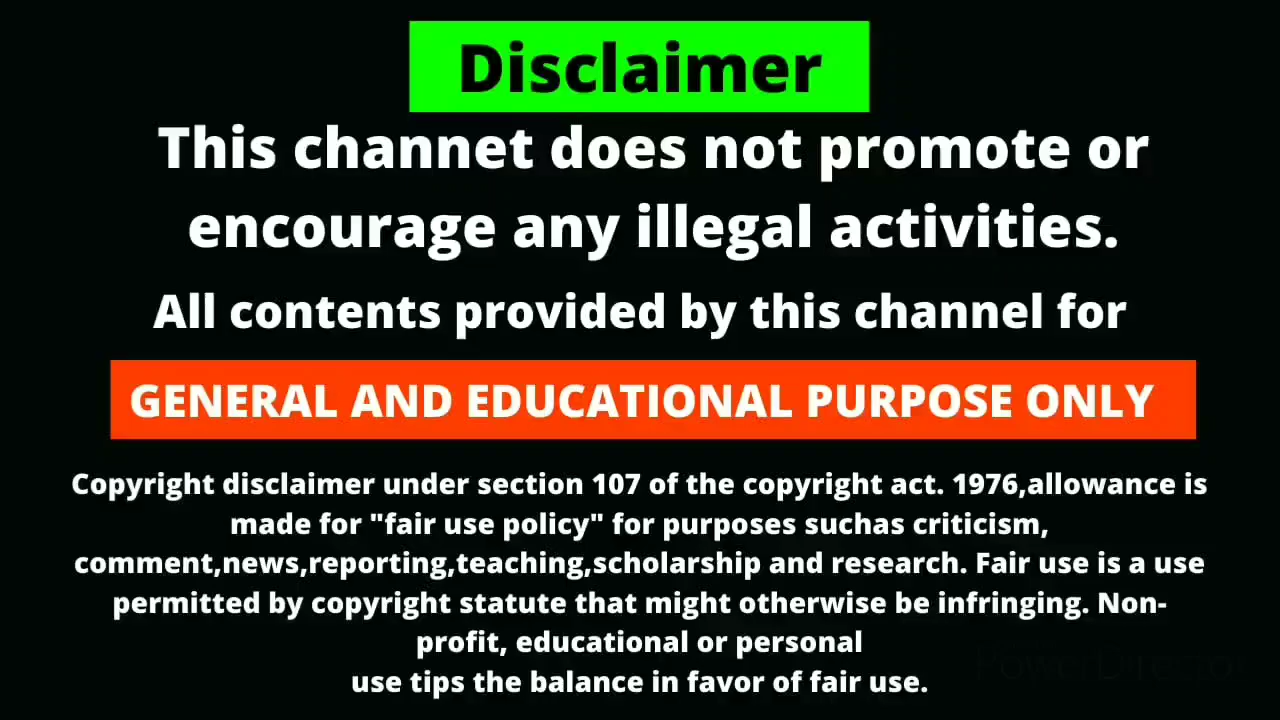 Disclaimer
This channet does not promote or
encourage any illegal activities.
All contents provided by this channel for
GENERAL AND EDUCATIONAL PURPOSE ONLY
Copyright disclaimer under section 107 of the copyright act. 1976,allowance is
made for "fair use policy" for purposes suchas criticism,
comment,news,reporting,teaching,scholarship and research. Fair use is a use
permitted by copyright statute that might otherwise be infringing. Non-
profit, educational or personal
use tips the balance in favor of fair use.
PowerDirector